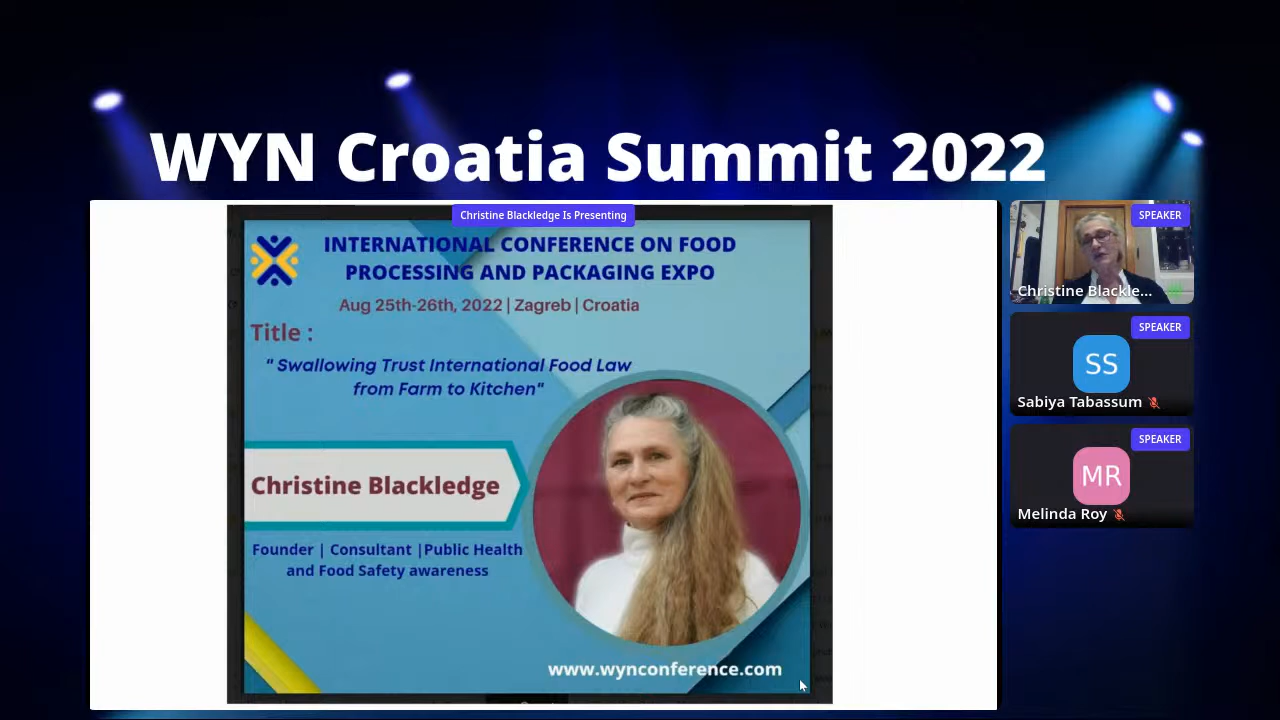 WYN Croatia Summit 2022
Christine Blackledge Is Presenting
INTERNATIONAL CONFERENCE ON FOOD
PROCESSING AND PACKAGING EXPO
Aug 25th-26th, 2022 | Zagreb | Croatia
Title :
" Swallowing Trust International Food Law
from Farm to Kitchen"
Christine Blackledge
Founder | Consultant |Public Health
and Food Safety awareness
www.wynconference.com
SPEAKER
Christine Blackle...
SPEAKER
SS
Sabiya Tabassum
SPEAKER
MR
Melinda Roy